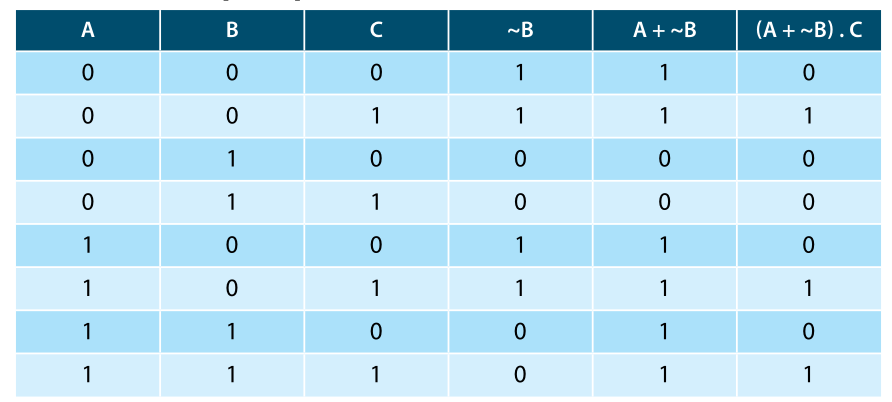 A B C ~B A + ~B (A + ~B) . C
0 0 0 1 1 0
0 0 1 1 1 1
0 1 0 0 0 0
0 1 1 0 0 0
1 0 0 1 1 0
1 0 1 1 1 1
1 1 0 0 1 0
1 1 1 0 1 1